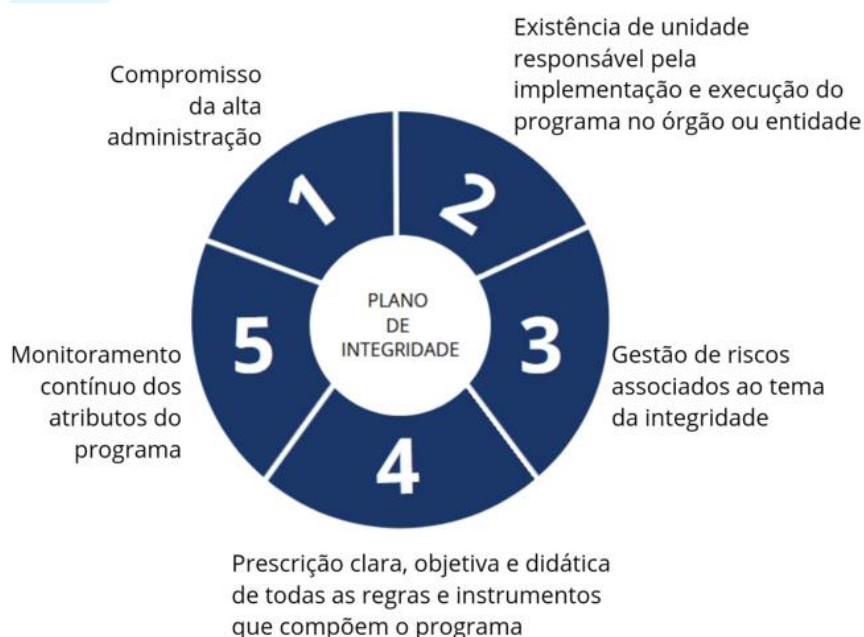 Compromisso
da alta
administração
1
Existência de unidade
responsável pela
implementação e execução do
programa no órgão ou entidade
2
PLANO
DE
INTEGRIDADE
3
Gestão de riscos
associados ao tema
da integridade
4
Prescrição clara, objetiva e didática
de todas as regras e instrumentos
que compõem o programa
5
Monitoramento
contínuo dos
atributos do
programa